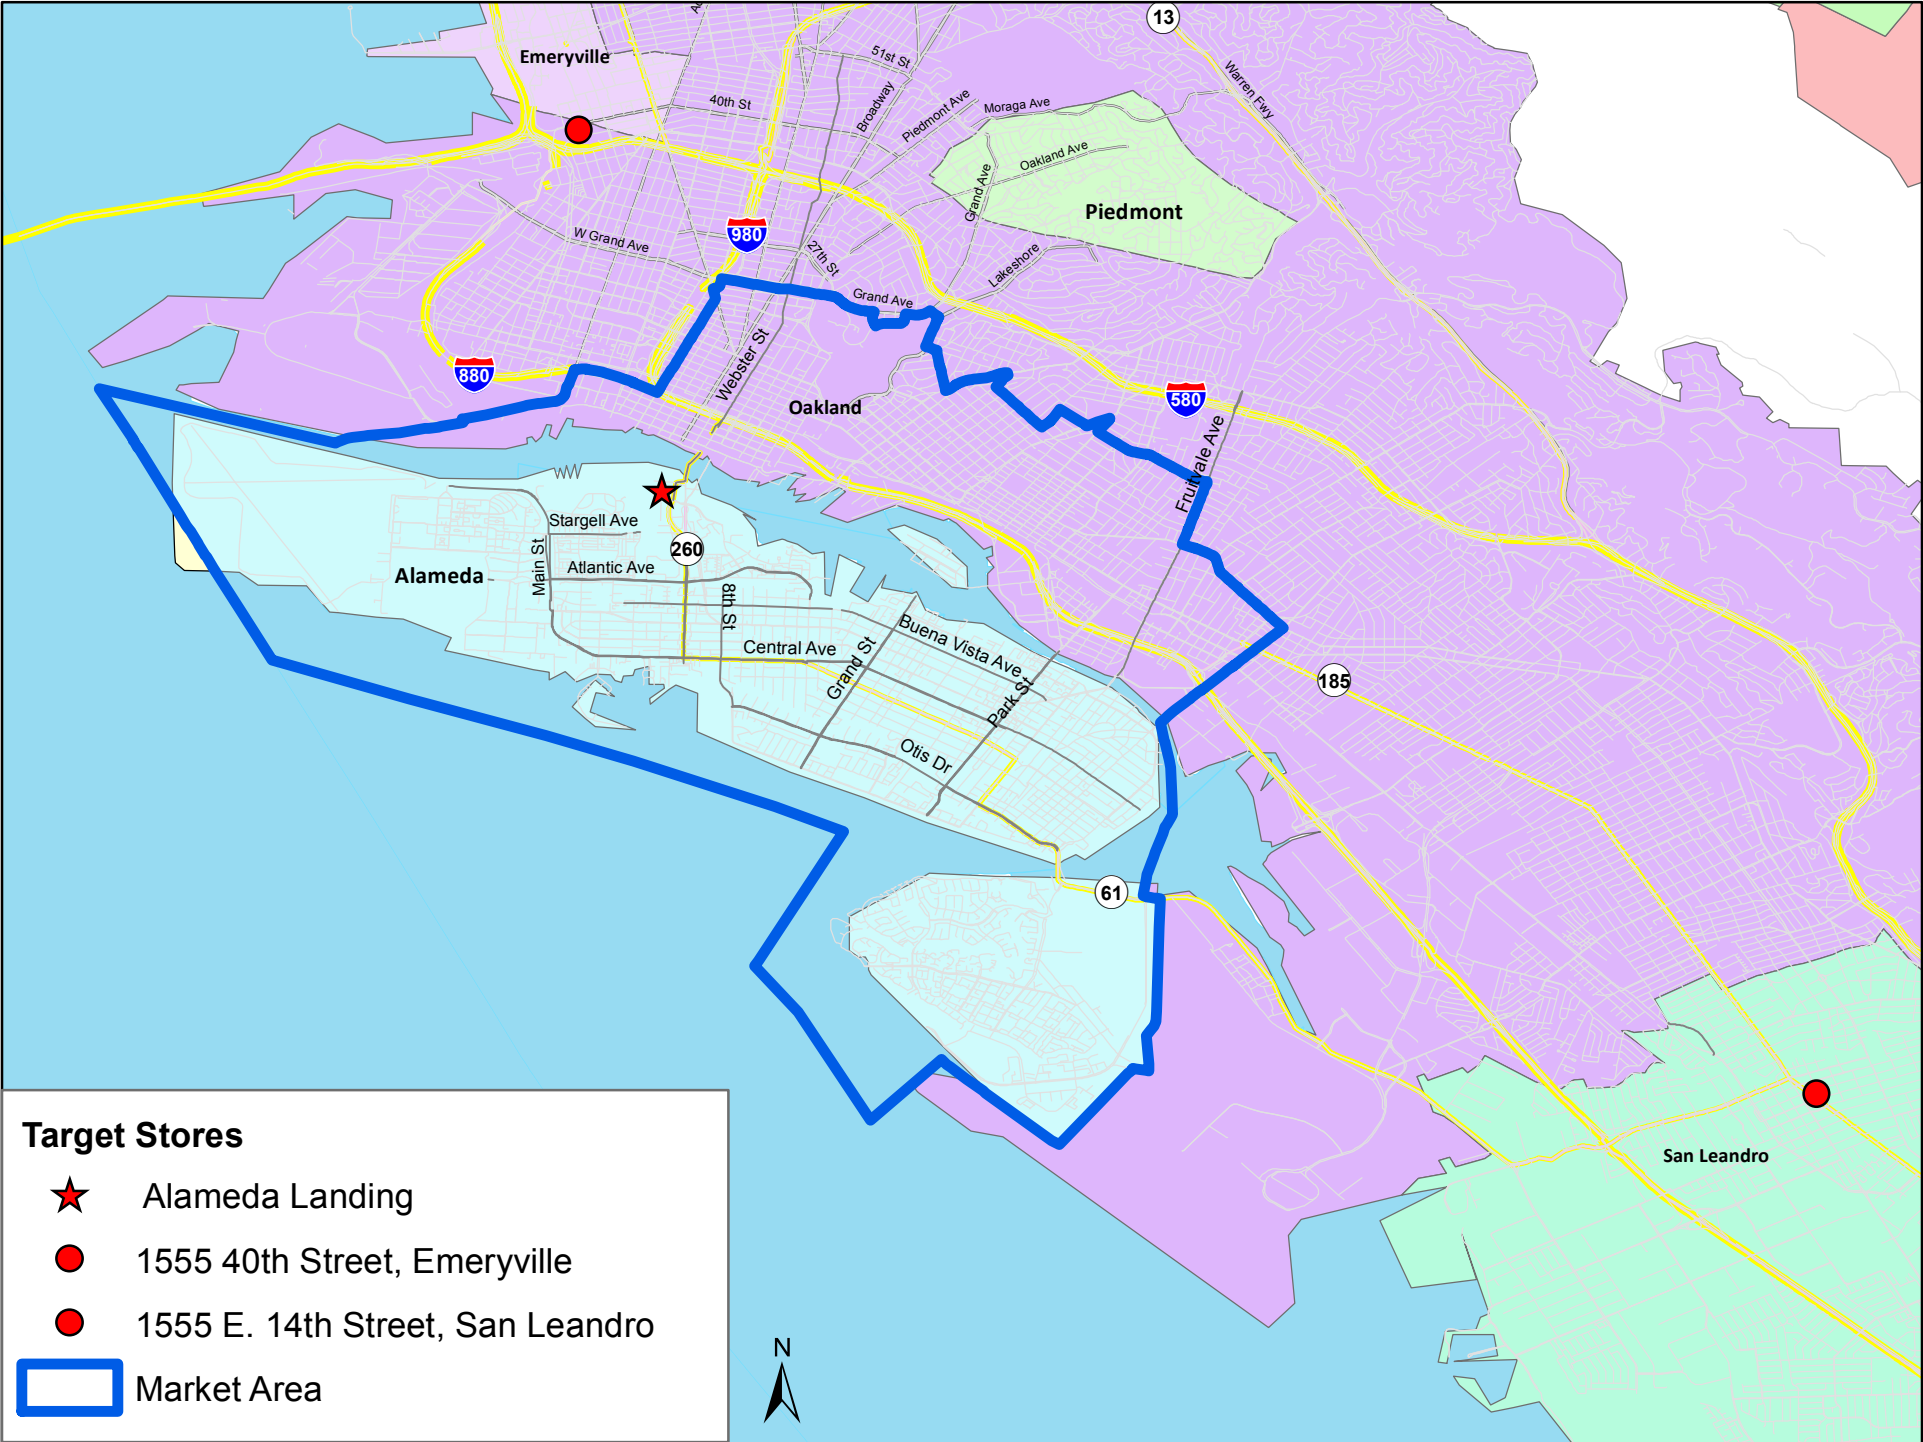 13
Emeryville
51st St
Warren Fwy
40th St
Broadway
Piedmont Ave
Moraga Ave
Oakland Ave
Grand Ave
Piedmont
W Grand Ave
980
27th St
Lakeshore
Grand Ave
Webster St
880
Oakland
580
Fruitvale Ave
Stargell Ave
260
Main St
Atlantic Ave
Alameda
8th St
Central Ave
Grand St
Buena Vista Ave
Park St
185
Otis Dr
61
San Leandro
Target Stores
Alameda Landing
1555 40th Street, Emeryville
1555 E. 14th Street, San Leandro
Market Area
N